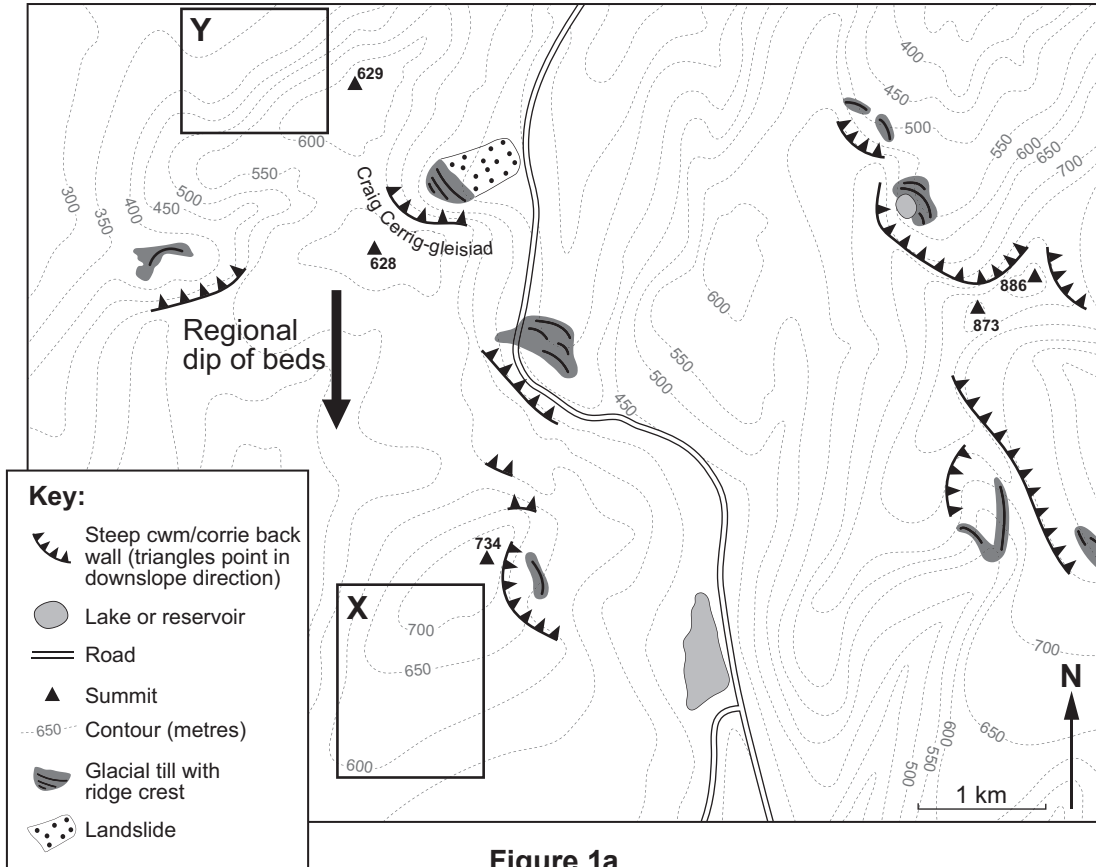 Y
629
600
550
500
450
400
350
300
Craig Cerrig-gleisiad
628
Regional
dip of beds
400
450
500
550
600
650
700
886
873
600
550
500
450
734
X
700
650
600
700
N
650
600
550
500
1 km
Key:
Steep cwm/corrie back
wall (triangles point in
downslope direction)
Lake or reservoir
Road
Summit
650 Contour (metres)
Glacial till with
ridge crest
Landslide
Figure 1a